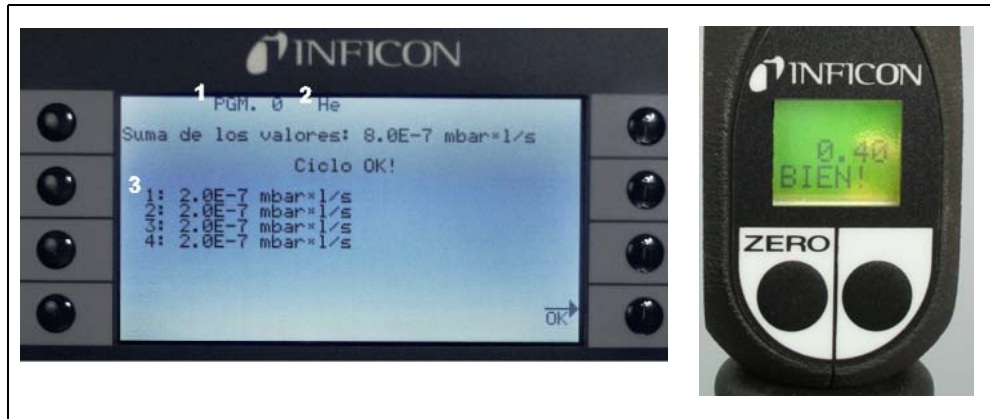 INFICON
1 PGM. 0 2 He
Suma de los valores: 8.0E-7 mbar*l/s
Ciclo OK!
3
1: 2.0E-7 mbar*l/s
2: 2.0E-7 mbar*l/s
3: 2.0E-7 mbar*l/s
4: 2.0E-7 mbar*l/s
OK
INFICON
0.40
BIEN!
ZERO